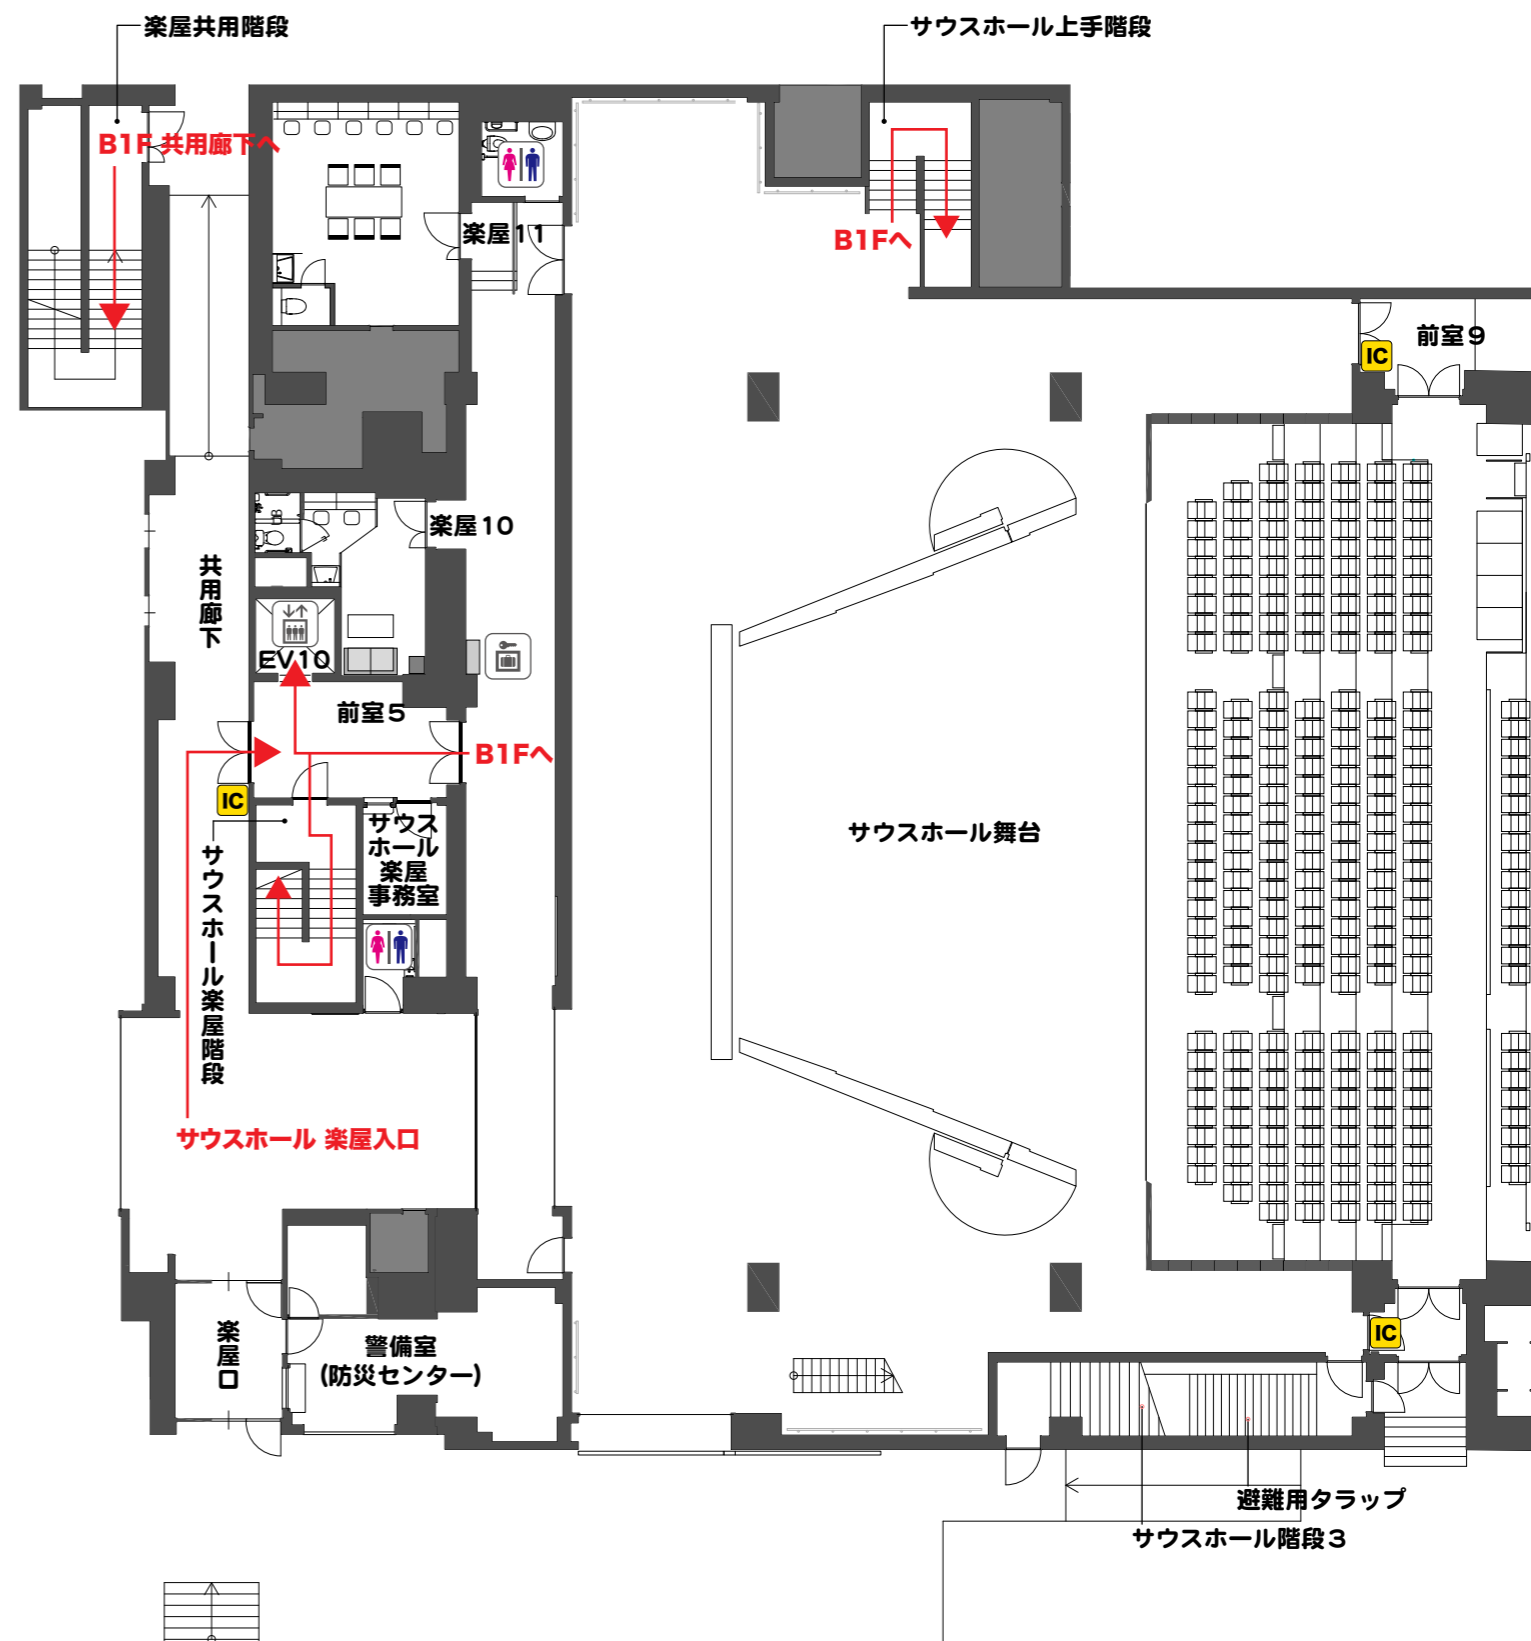 楽屋共用階段
サウスホール上手階段
B1F 共用廊下へ
楽屋11
B1Fへ
前室9
IC
楽屋10
共用廊下
EV10
前室5
B1Fへ
IC
サウス
ホール
楽屋
事務室
サウスホール楽屋階段
サウスホール舞台
サウスホール 楽屋入口
楽屋口
警備室
(防災センター)
IC
避難用タラップ
サウスホール階段3